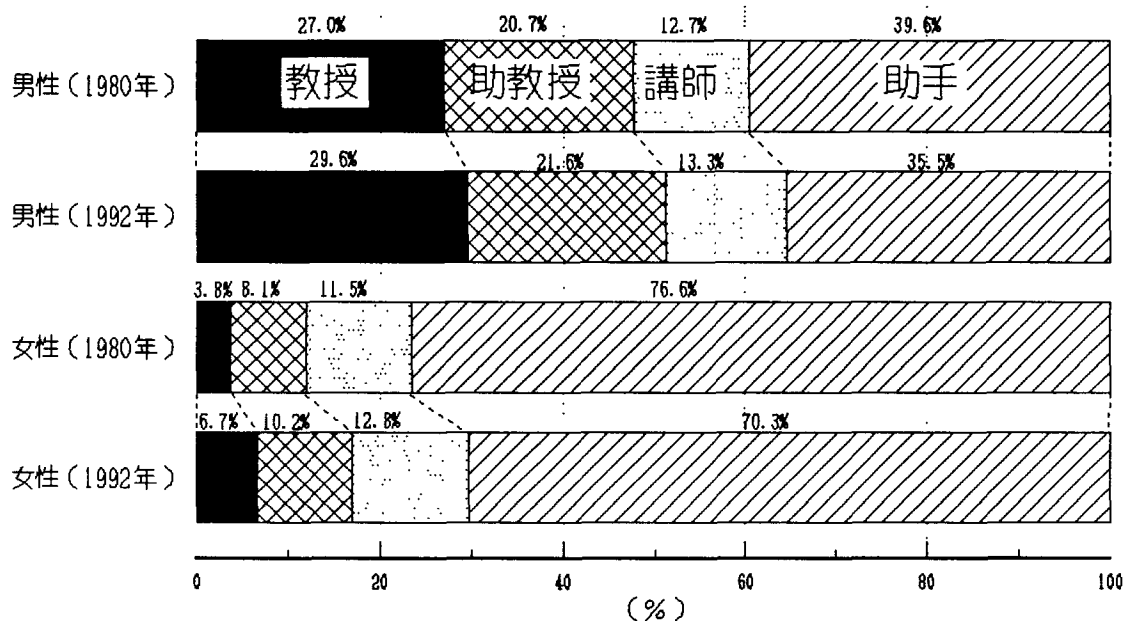 27.0% 20.7% 12.7% 39.6%
男性(1980年) 教授 助教授 講師 助手
29.6% 21.6% 13.3% 35.5%
男性(1992年)
3.8% 8.1% 11.5% 76.6%
女性(1980年)
6.7% 10.2% 12.8% 70.3%
女性(1992年)
0 20 40 60 80 100
(%)